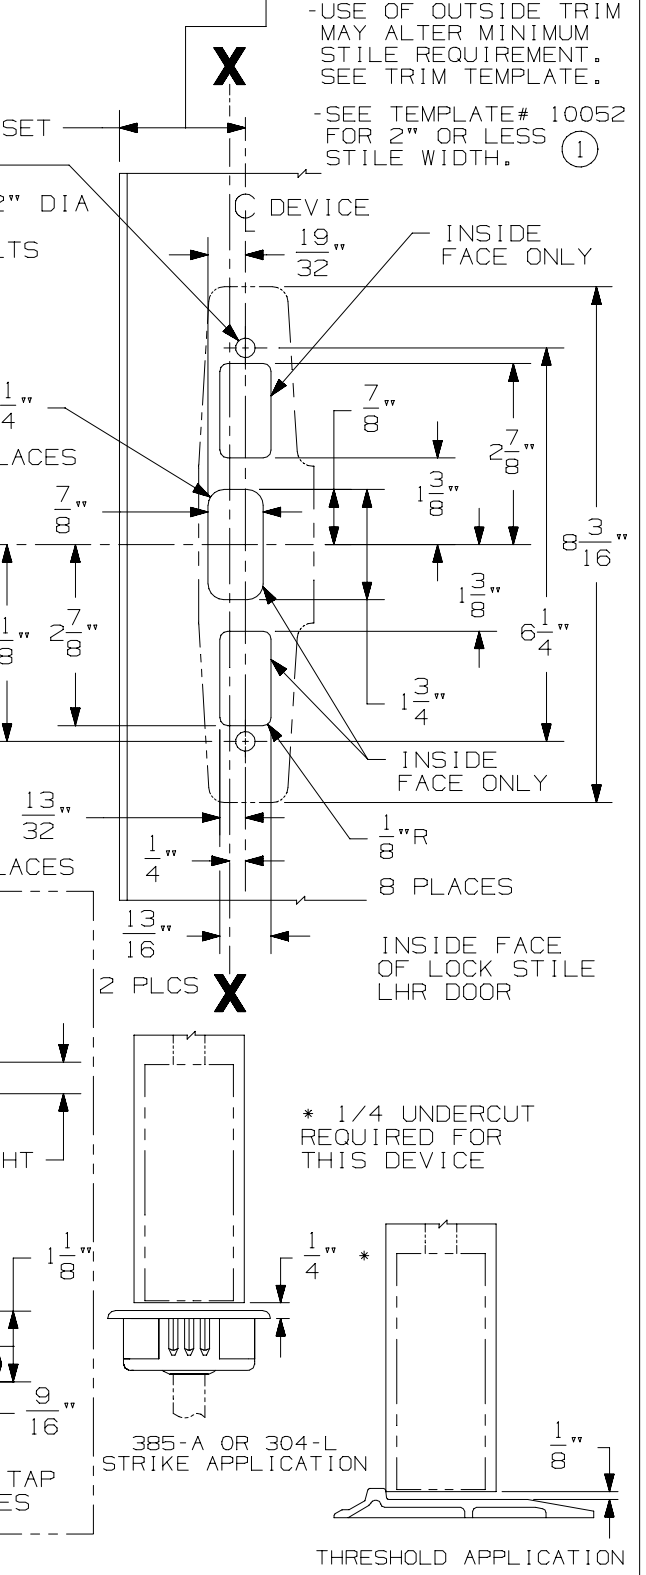 -USE OF OUTSIDE TRIM
MAY ALTER MINIMUM
STILE REQUIREMENT.
SEE TRIM TEMPLATE.
X
-SEE TEMPLATE# 10052
FOR 2" OR LESS
STILE WIDTH.
1
SET
2" DIA
LTS
C
L
DEVICE
19/32"
INSIDE
FACE ONLY
1/4"
LACES
7/8"
7/8"
1 3/8"
2 7/8"
8 3/16"
1/8"
2 7/8"
1 3/8"
6 1/4"
1 3/4"
INSIDE
FACE ONLY
13/32"
LACES
1/4"
1/8"R
8 PLACES
13/16"
2 PLCS
X
INSIDE FACE
OF LOCK STILE
LHR DOOR
* 1/4 UNDERCUT
REQUIRED FOR
THIS DEVICE
HT
1 1/8"
1/4" *
9/16"
TAP
ES
385-A OR 304-L
STRIKE APPLICATION
1/8"
THRESHOLD APPLICATION